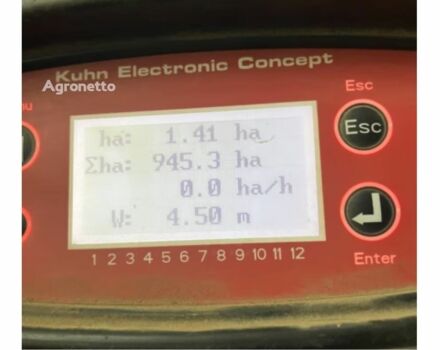 Kuhn Electronic Concept
Agronetto
nu
Esc
Esc
ha: 1.41 ha
Σha: 945.3 ha
0.0 ha/h
W: 4.50 m
1 2 3 4 5 6 7 8 9 10 11 12
Enter